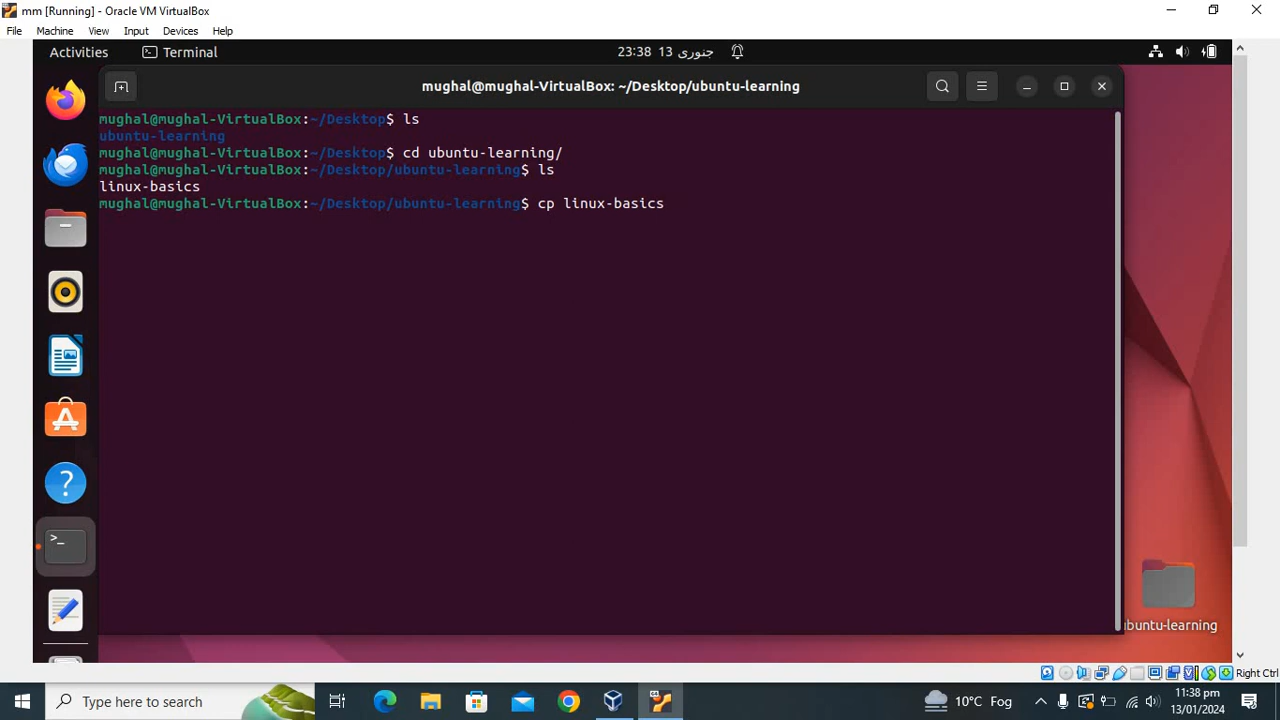 mm [Running] - Oracle VM VirtualBox
File Machine View Input Devices Help
Activities Terminal 23:38 13 جنوری
mughal@mughal-VirtualBox: ~/Desktop/ubuntu-learning
mughal@mughal-VirtualBox:~/Desktop$ ls
ubuntu-learning
mughal@mughal-VirtualBox:~/Desktop$ cd ubuntu-learning/
mughal@mughal-VirtualBox:~/Desktop/ubuntu-learning$ ls
linux-basics
mughal@mughal-VirtualBox:~/Desktop/ubuntu-learning$ cp linux-basics
ubuntu-learning
Right Ctrl
Type here to search 10°C Fog 11:38 pm
13/01/2024